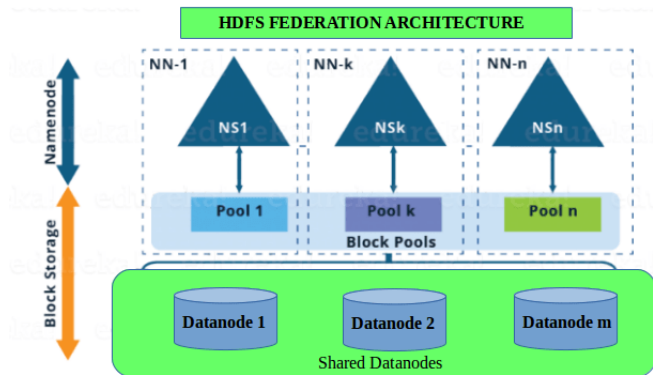 HDFS FEDERATION ARCHITECTURE
NN-1
NN-k
NN-n
Namenode
NS1
NSk
NSn
Pool 1
Pool k
Pool n
Block Pools
Block Storage
Datanode 1
Datanode 2
Datanode m
Shared Datanodes